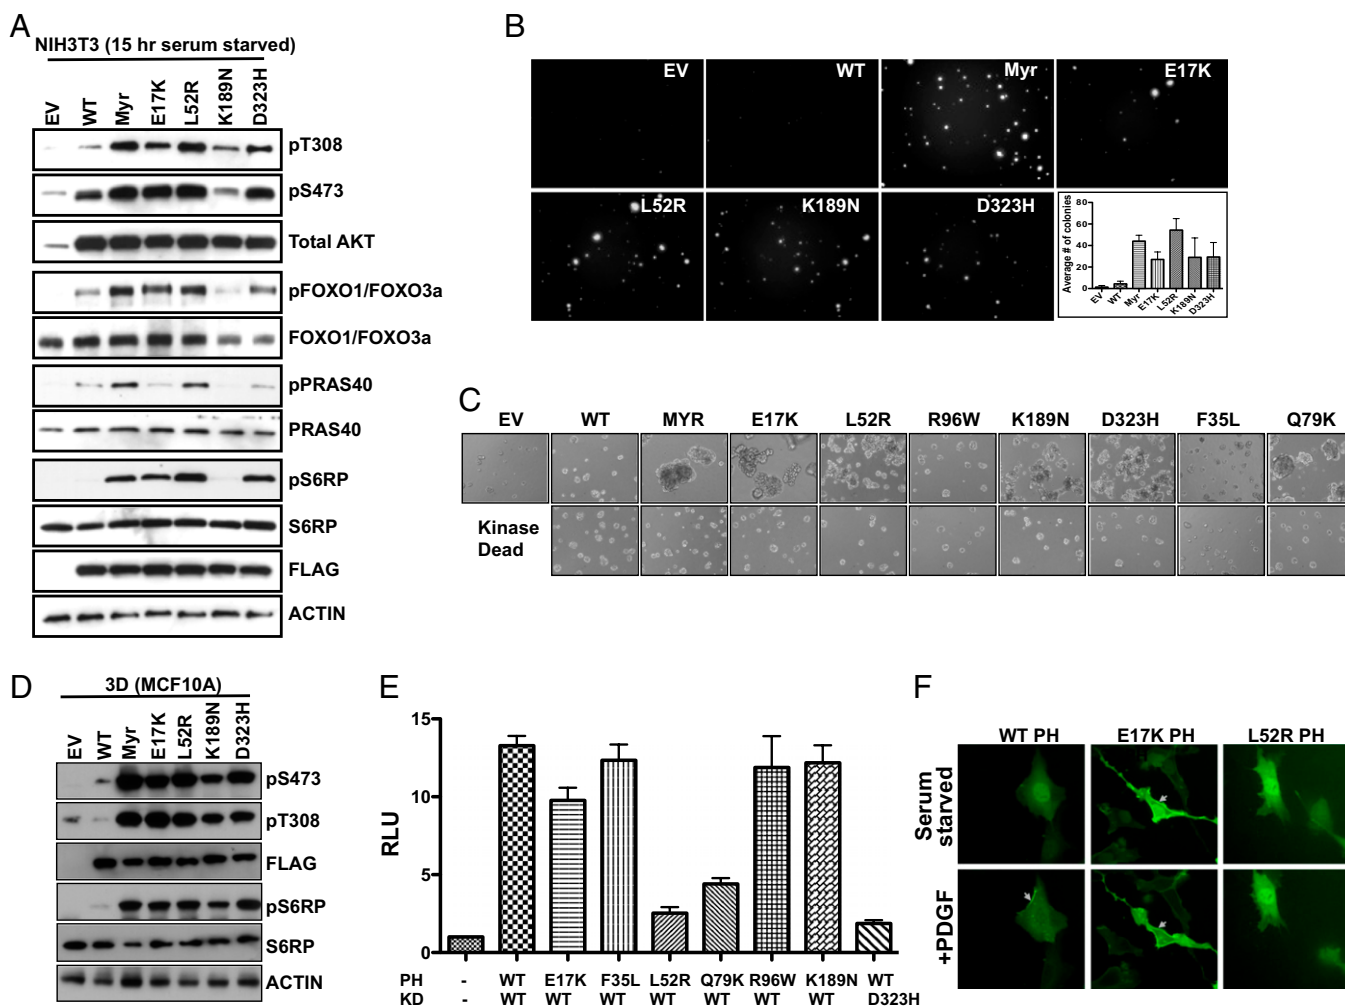 A
NIH3T3 (15 hr serum starved)
EV WT Myr E17K L52R K189N D323H
pT308
pS473
Total AKT
pFOXO1/FOXO3a
FOXO1/FOXO3a
pPRAS40
PRAS40
pS6RP
S6RP
FLAG
ACTIN
B
EV WT Myr E17K
L52R K189N D323H
Average # of colonies
80
60
40
20
0
EV WT Myr E17K L52R K189N D323H
C
EV WT MYR E17K L52R R96W K189N D323H F35L Q79K
Kinase
Dead
D
3D (MCF10A)
EV WT Myr E17K L52R K189N D323H
pS473
pT308
FLAG
pS6RP
S6RP
ACTIN
E
RLU
15
10
5
0
PH - WT E17K F35L L52R Q79K R96W K189N WT
KD - WT WT WT WT WT WT WT D323H
F
WT PH E17K PH L52R PH
Serum
starved
+PDGF